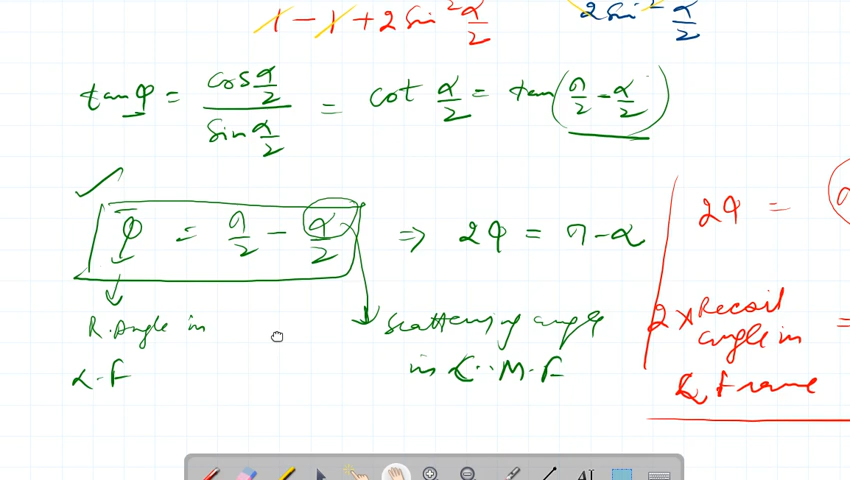 1 - 1 + 2 Sin² α/2
2 Sin² α/2
tan φ = cos α/2 / Sin α/2 = cot α/2 = tan(π/2 - α/2)
φ = π/2 - α/2 ⇒ 2φ = π - α
R. Angle in
L.F
Scattering angle
in C.M.F
2φ =
2 × Recoil =
angle in
L Frame
AI